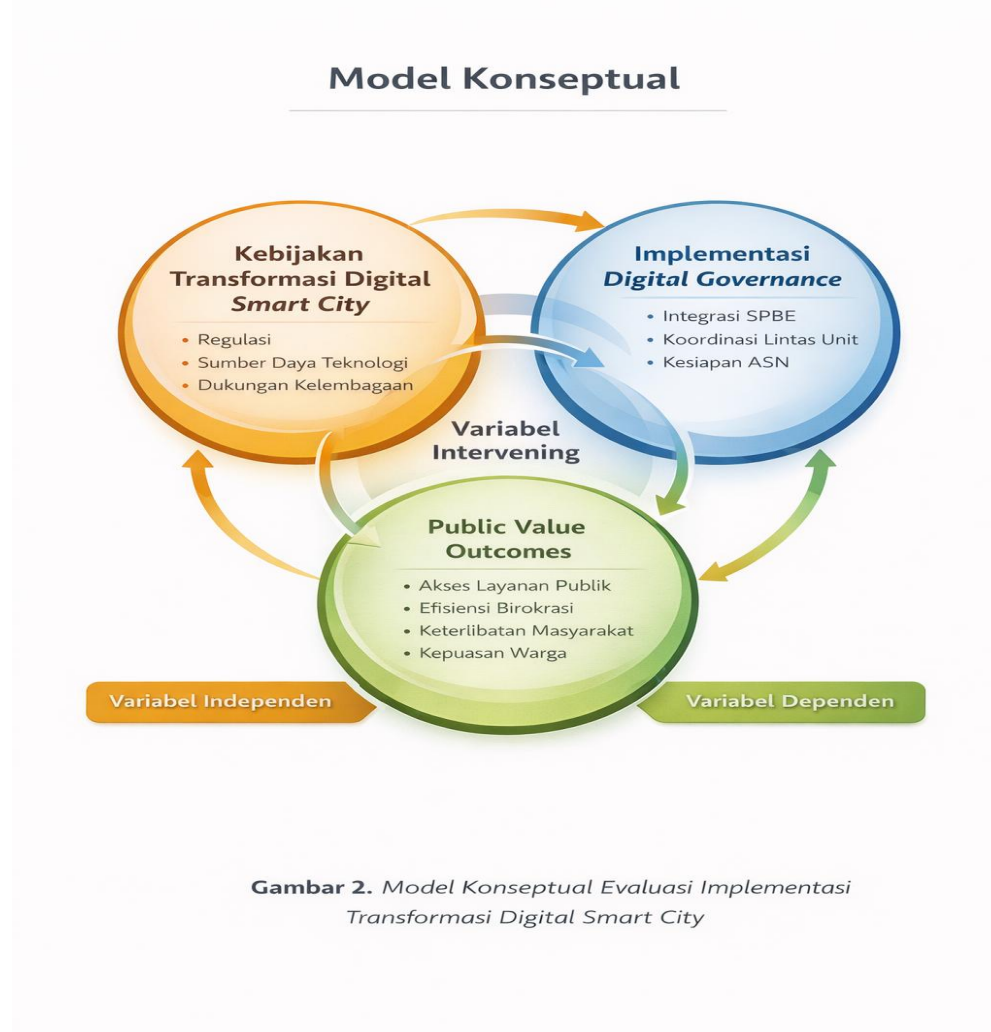 Model Konseptual
Kebijakan
Transformasi Digital
Smart City
• Regulasi
• Sumber Daya Teknologi
• Dukungan Kelembagaan
Implementasi
Digital Governance
• Integrasi SPBE
• Koordinasi Lintas Unit
• Kesiapan ASN
Variabel
Intervening
Public Value
Outcomes
• Akses Layanan Publik
• Efisiensi Birokrasi
• Keterlibatan Masyarakat
• Kepuasan Warga
Variabel Independen
Variabel Dependen
Gambar 2. Model Konseptual Evaluasi Implementasi
Transformasi Digital Smart City